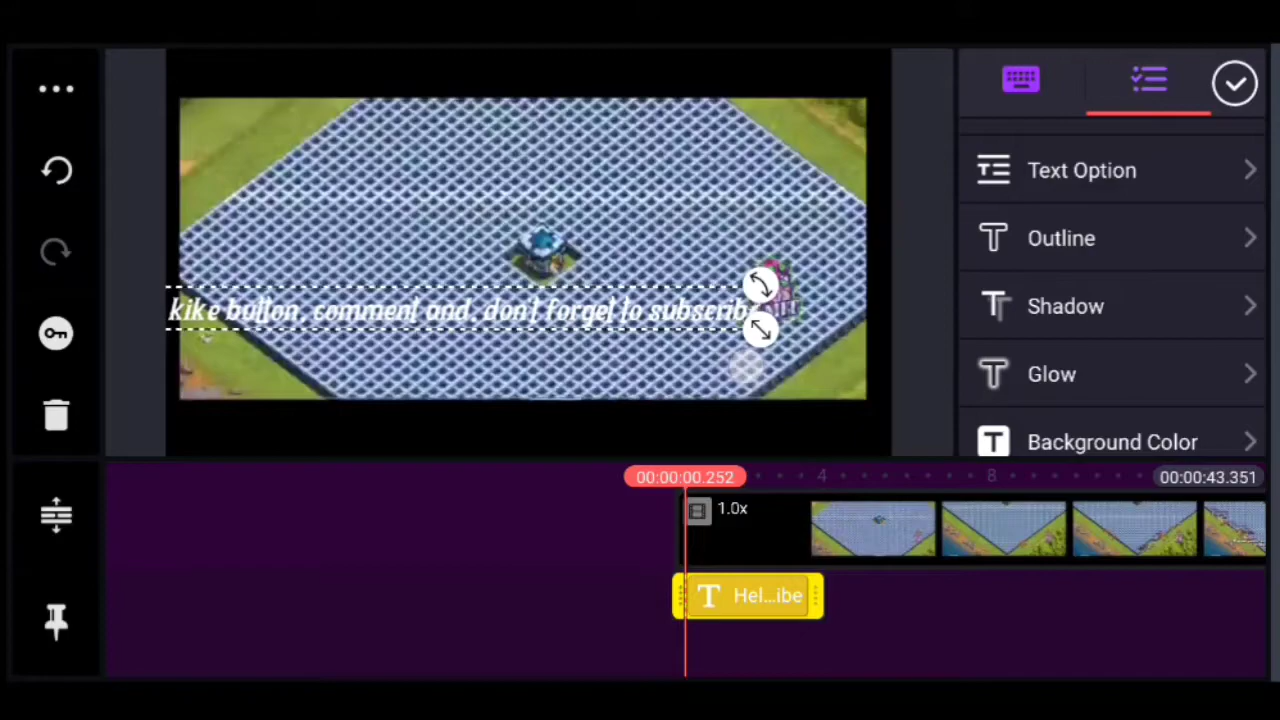 Text Option
Outline
kike button, comment and, don't forget to subscribe
Shadow
Glow
T Background Color
00:00:00.252
4
8
00:00:43.351
1.0x
T Hel...ibe